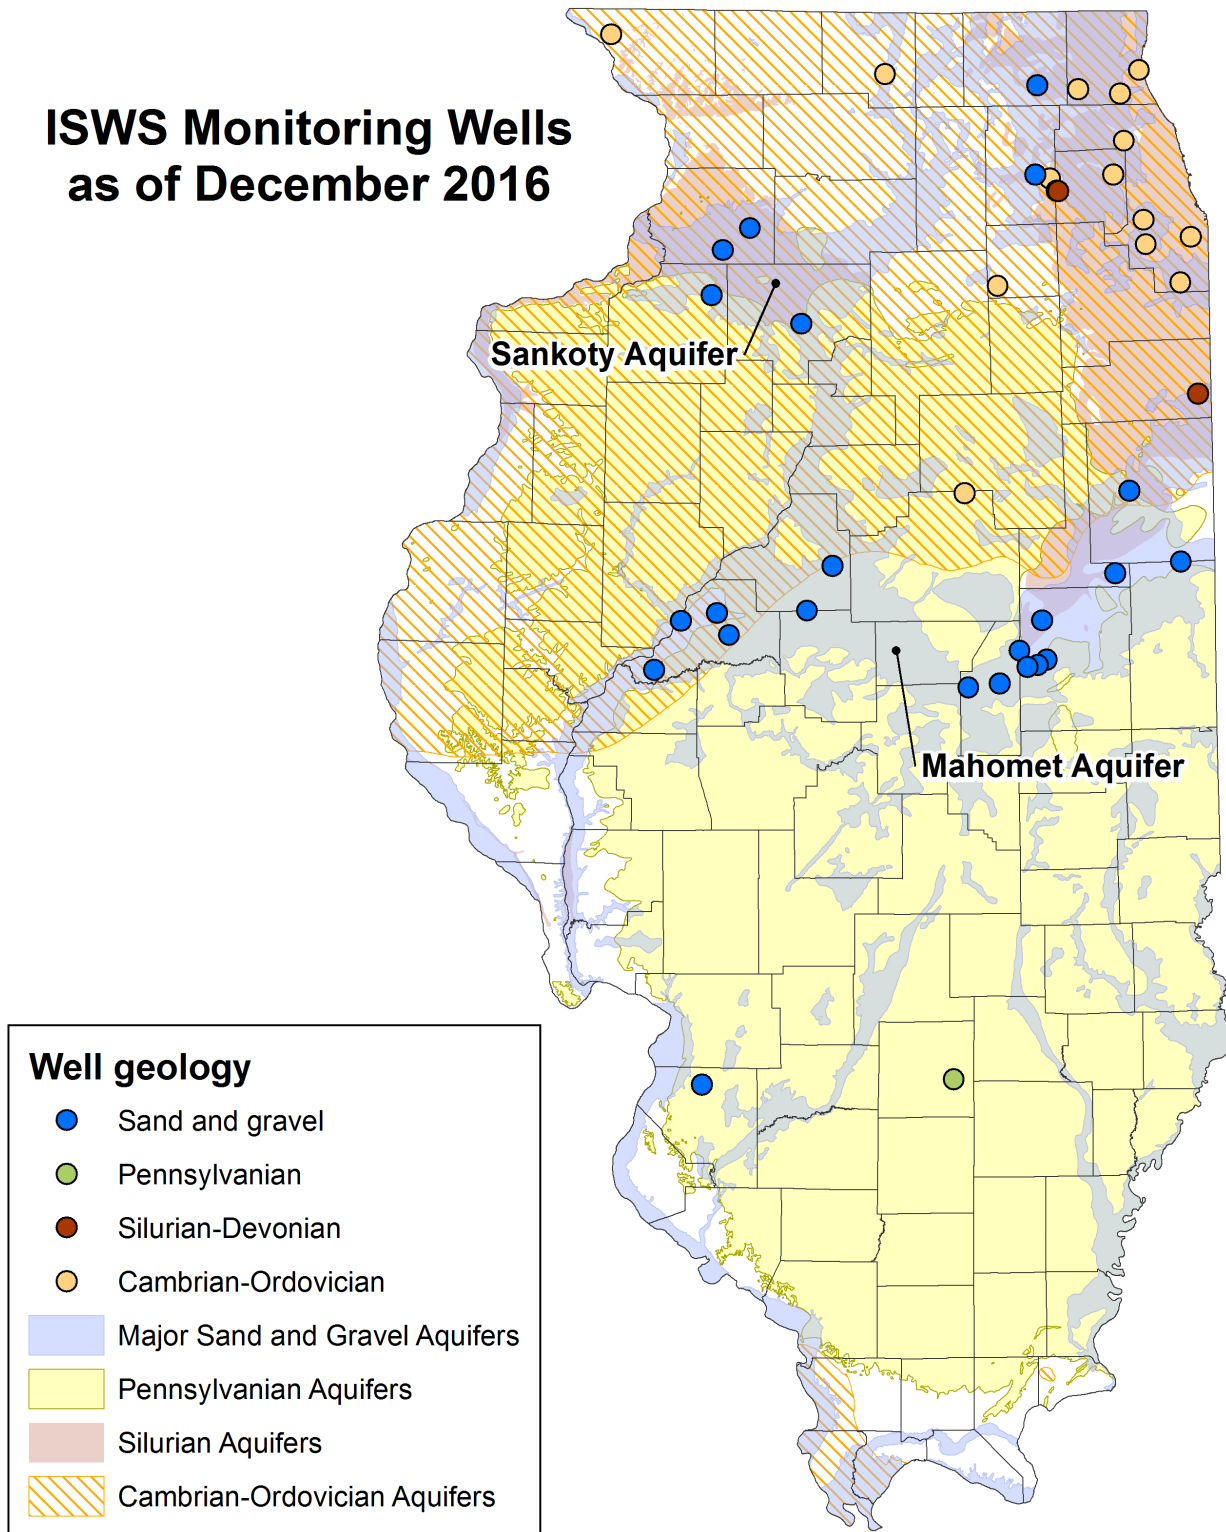 ISWS Monitoring Wells
as of December 2016
Sankoty Aquifer
Mahomet Aquifer
Well geology
Sand and gravel
Pennsylvanian
Silurian-Devonian
Cambrian-Ordovician
Major Sand and Gravel Aquifers
Pennsylvanian Aquifers
Silurian Aquifers
Cambrian-Ordovician Aquifers